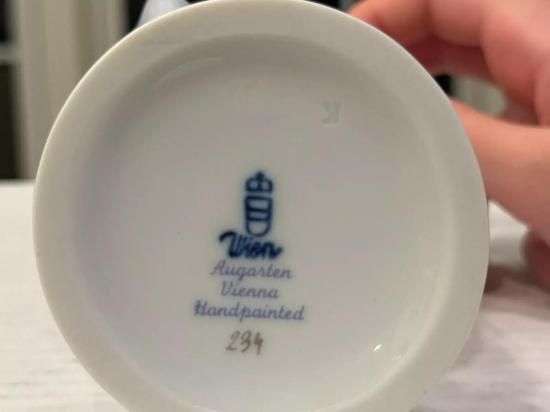 K
Wien
Augarten
Vienna
Handpainted
234